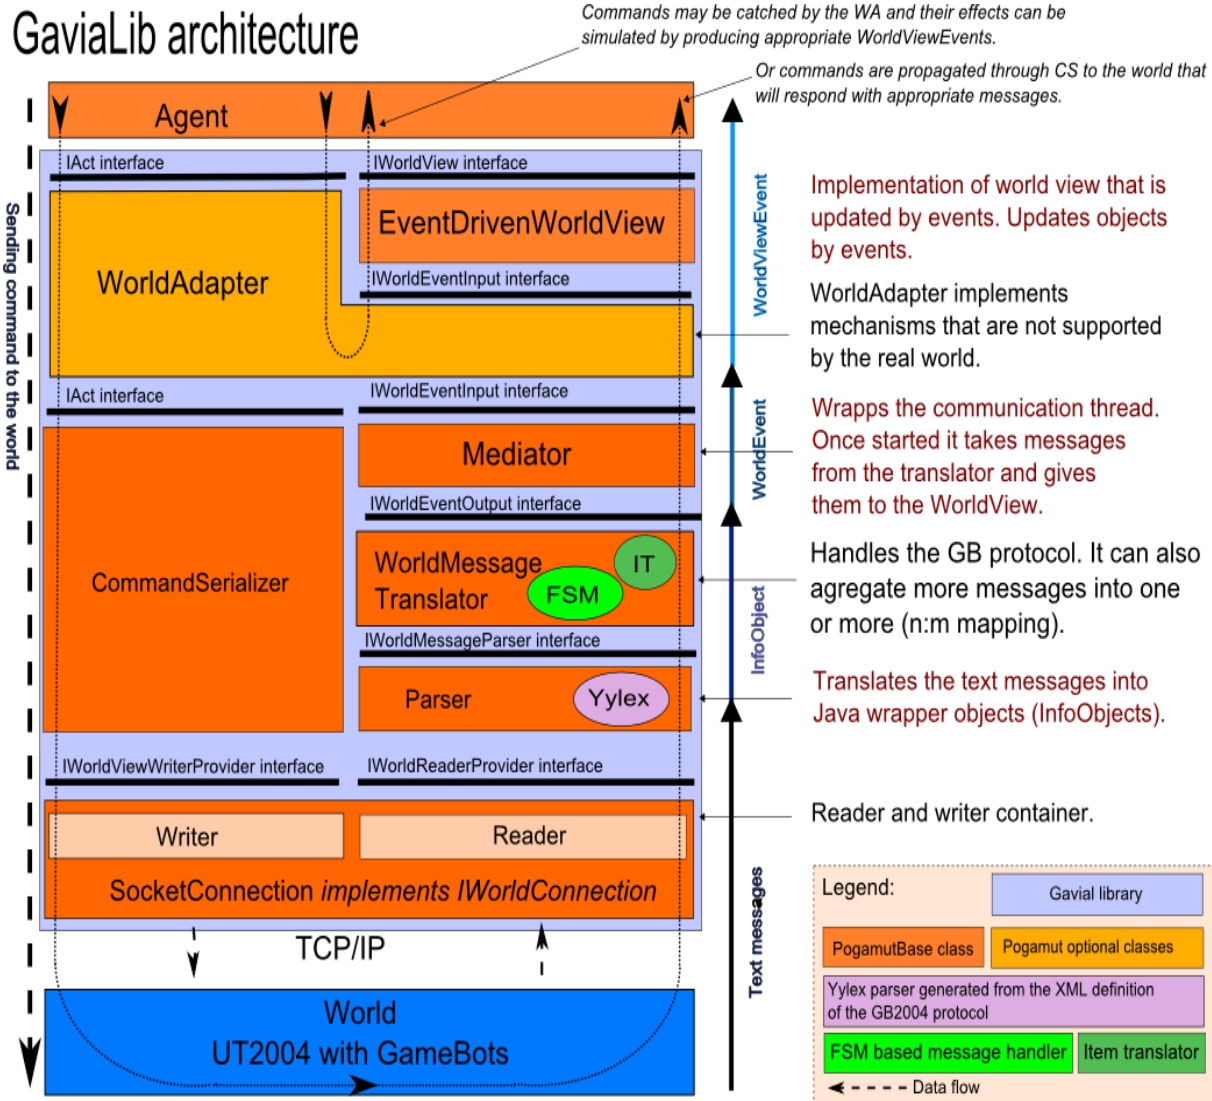 GaviaLib architecture
Commands may be catched by the WA and their effects can be
simulated by producing appropriate WorldViewEvents.
Or commands are propagated through CS to the world that
will respond with appropriate messages.
Agent
IAct interface
IWorldView interface
EventDrivenWorldView
WorldAdapter
IWorldEventInput interface
IAct interface
IWorldEventInput interface
Mediator
IWorldEventOutput interface
CommandSerializer
WorldMessage
Translator
IT
FSM
IWorldMessageParser interface
Parser
Yylex
IWorldViewWriterProvider interface
IWorldReaderProvider interface
Writer
Reader
SocketConnection implements IWorldConnection
TCP/IP
World
UT2004 with GameBots
Sending command to the world
WorldViewEvent
WorldEvent
InfoObject
Text messages
Implementation of world view that is
updated by events. Updates objects
by events.
WorldAdapter implements
mechanisms that are not supported
by the real world.
Wrapps the communication thread.
Once started it takes messages
from the translator and gives
them to the WorldView.
Handles the GB protocol. It can also
agregate more messages into one
or more (n:m mapping).
Translates the text messages into
Java wrapper objects (InfoObjects).
Reader and writer container.
Legend:
Gavial library
PogamutBase class
Pogamut optional classes
Yylex parser generated from the XML definition
of the GB2004 protocol
FSM based message handler
Item translator
Data flow